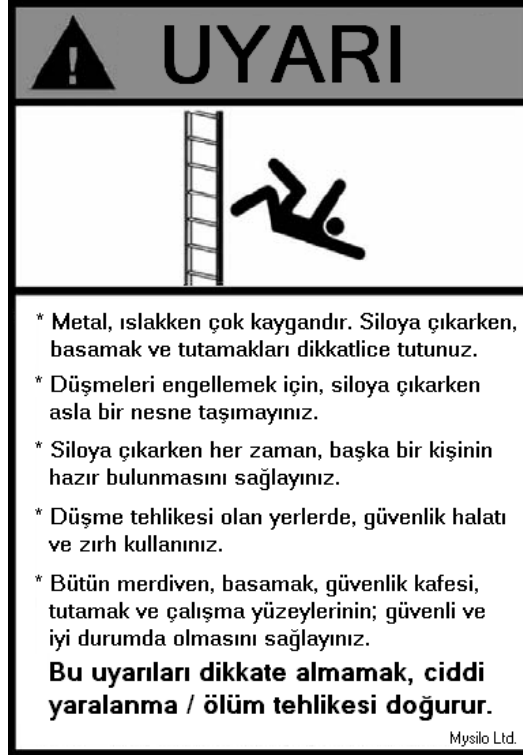 UYARI
* Metal, ıslakken çok kaygandır. Siloya çıkarken,
basamak ve tutamakları dikkatlice tutunuz.
* Düşmeleri engellemek için, siloya çıkarken
asla bir nesne taşımayınız.
* Siloya çıkarken her zaman, başka bir kişinin
hazır bulunmasını sağlayınız.
* Düşme tehlikesi olan yerlerde, güvenlik halatı
ve zırh kullanınız.
* Bütün merdiven, basamak, güvenlik kafesi,
tutamak ve çalışma yüzeylerinin; güvenli ve
iyi durumda olmasını sağlayınız.
Bu uyarıları dikkate almamak, ciddi
yaralanma / ölüm tehlikesi doğurur.
Mysilo Ltd.